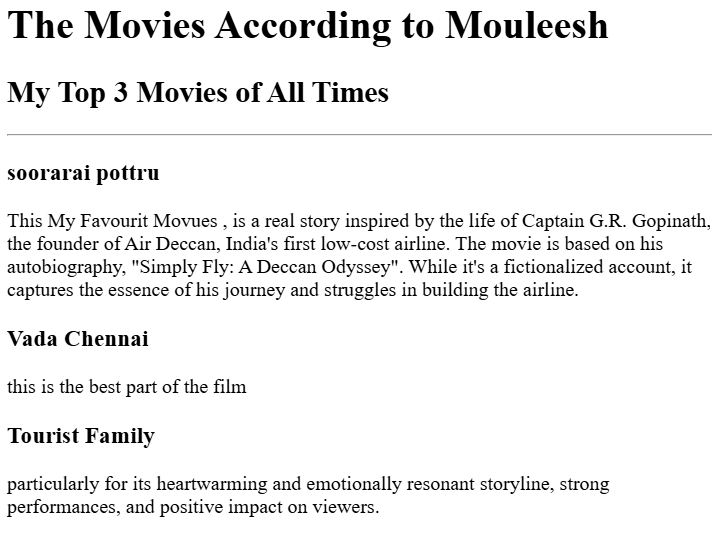 The Movies According to Mouleesh
My Top 3 Movies of All Times
soorarai pottru
This My Favourit Movues , is a real story inspired by the life of Captain G.R. Gopinath,
the founder of Air Deccan, India's first low-cost airline. The movie is based on his
autobiography, "Simply Fly: A Deccan Odyssey". While it's a fictionalized account, it
captures the essence of his journey and struggles in building the airline.
Vada Chennai
this is the best part of the film
Tourist Family
particularly for its heartwarming and emotionally resonant storyline, strong
performances, and positive impact on viewers.